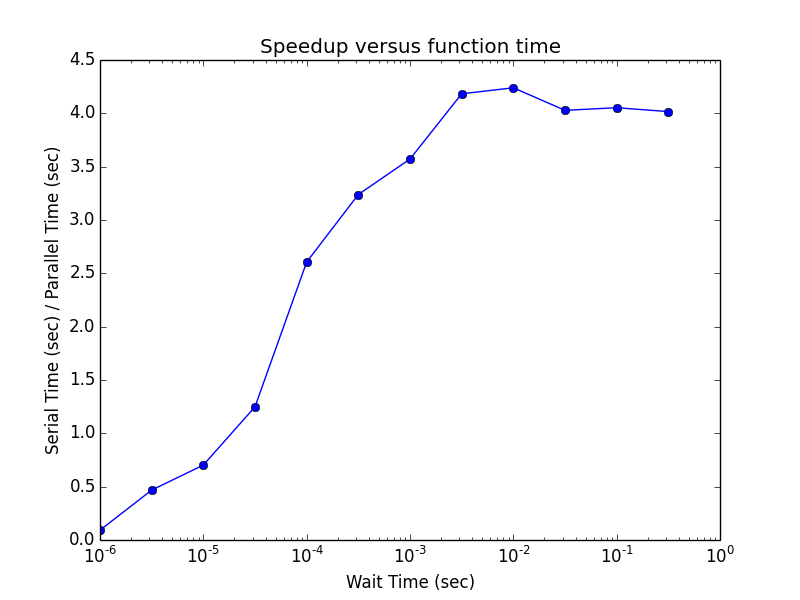 Speedup versus function time
Serial Time (sec) / Parallel Time (sec)
4.5
4.0
3.5
3.0
2.5
2.0
1.5
1.0
0.5
0.0
10⁻⁶ 10⁻⁵ 10⁻⁴ 10⁻³ 10⁻² 10⁻¹ 10⁰
Wait Time (sec)